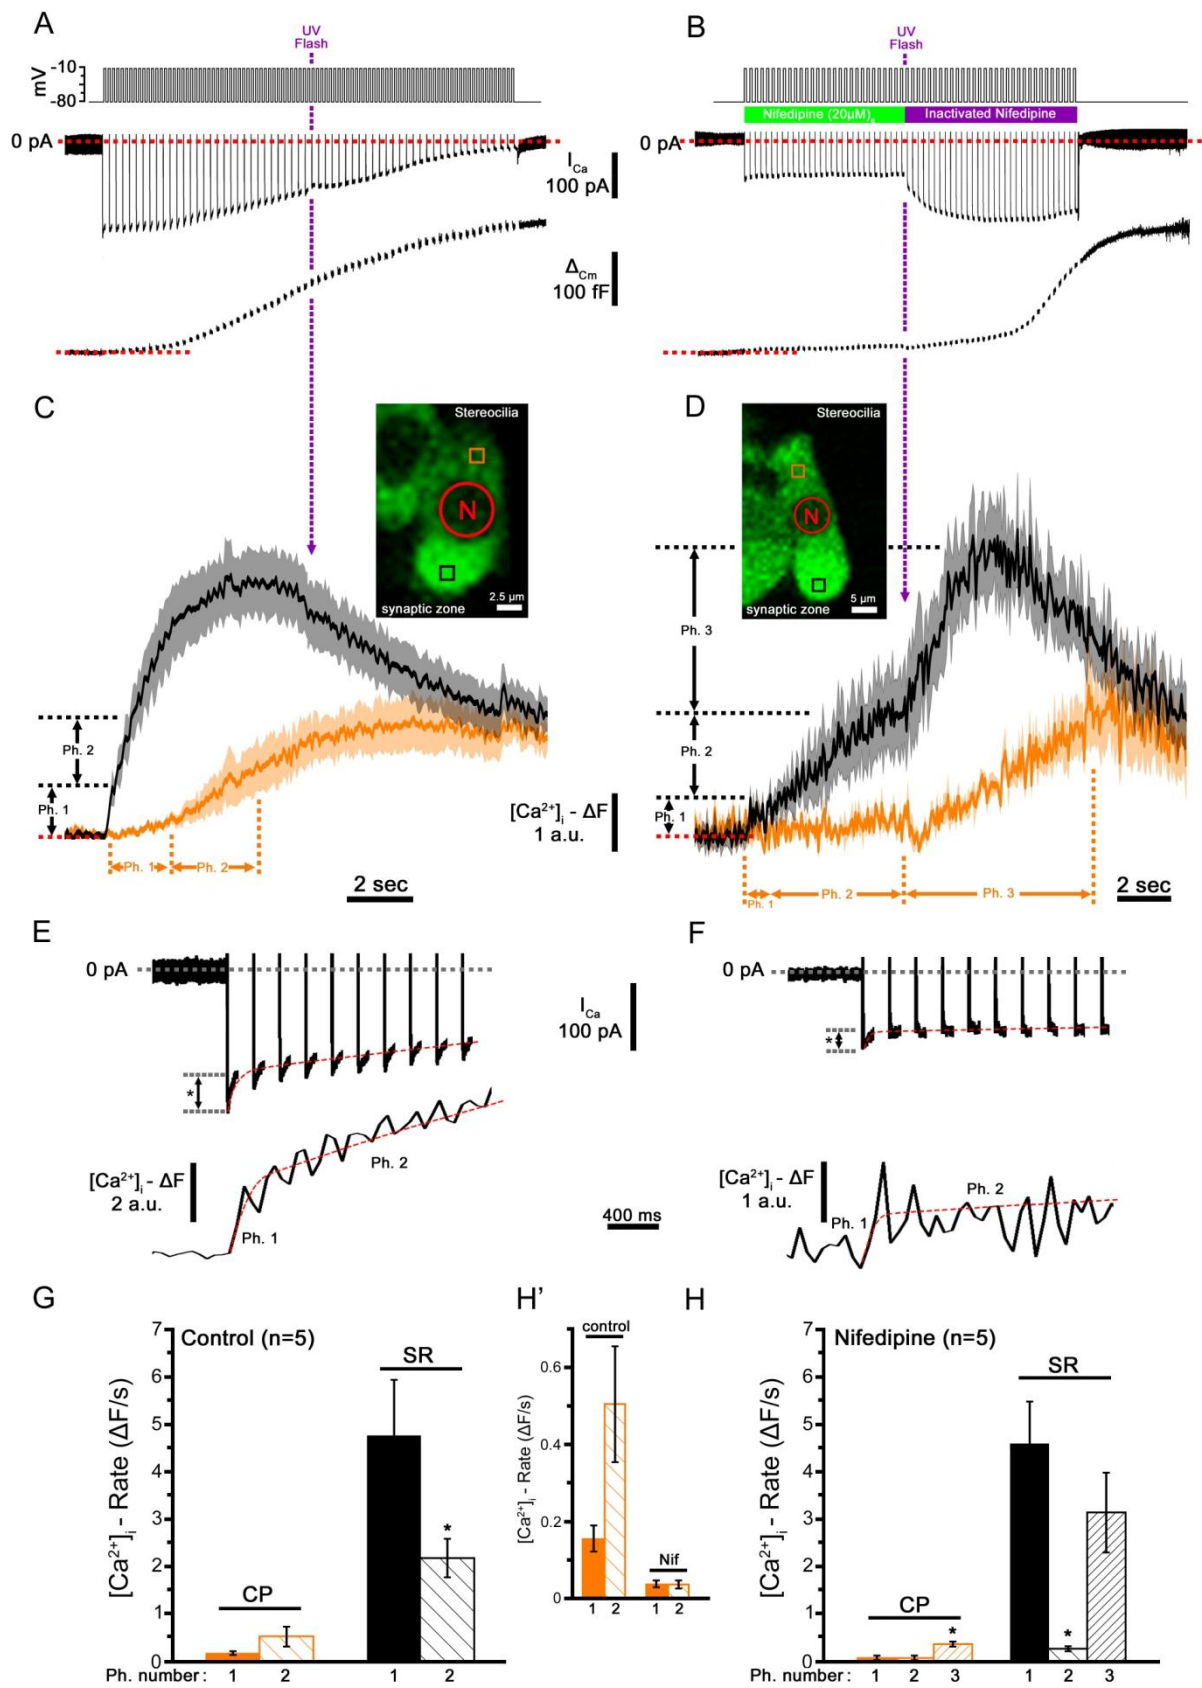 A
B
UV
Flash
UV
Flash
-10
mV
-80
Nifedipine (20µM)s
Inactivated Nifedipine
0 pA
0 pA
ICa
100 pA
ΔCm
100 fF
C
D
Stereocilia
N
2.5 µm
synaptic zone
Stereocilia
N
5 µm
synaptic zone
Ph. 2
Ph. 1
Ph. 3
Ph. 2
Ph. 1
[Ca²⁺]i - ΔF
1 a.u.
Ph. 1
Ph. 2
2 sec
Ph. 1
Ph. 2
Ph. 3
2 sec
E
F
0 pA
0 pA
ICa
100 pA
*
*
Ph. 2
[Ca²⁺]i - ΔF
2 a.u.
Ph. 1
400 ms
[Ca²⁺]i - ΔF
1 a.u.
Ph. 2
Ph. 1
G
H'
H
Control (n=5)
[Ca²⁺]i - Rate (ΔF/s)
7
6
5
4
3
2
1
0
CP
SR
*
Ph. number: 1 2 1 2
control
[Ca²⁺]i - Rate (ΔF/s)
0.6
0.4
0.2
0
Nif
1 2 1 2
Nifedipine (n=5)
[Ca²⁺]i - Rate (ΔF/s)
7
6
5
4
3
2
1
0
CP
*
SR
*
Ph. number: 1 2 3 1 2 3